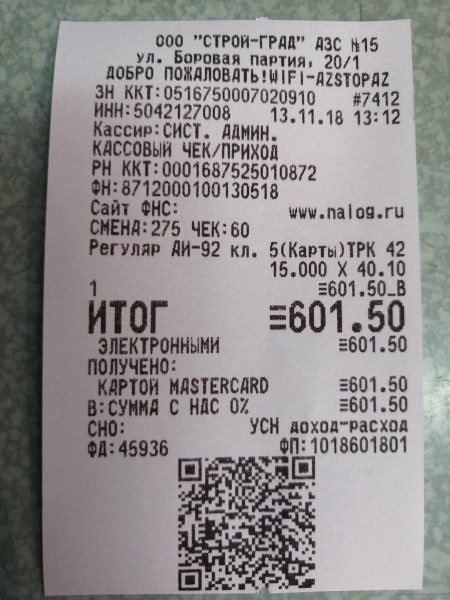 ООО "СТРОЙ-ГРАД" АЗС №15
ул. Боровая партия, 20/1
ДОБРО ПОЖАЛОВАТЬ!WIFI-AZSTOPAZ
ЗН ККТ:0516750007020910 #7412
ИНН:5042127008 13.11.18 13:12
Кассир:СИСТ. АДМИН.
КАССОВЫЙ ЧЕК/ПРИХОД
РН ККТ:0001687525010872
ФН:8712000100130518
Сайт ФНС: www.nalog.ru
СМЕНА:275 ЧЕК:60
Регуляр АИ-92 кл. 5(Карты)ТРК 42
15.000 X 40.10
1 ≡601.50_В
ИТОГ ≡601.50
ЭЛЕКТРОННЫМИ ≡601.50
ПОЛУЧЕНО:
КАРТОЙ MASTERCARD ≡601.50
В:СУММА С НДС 0% ≡601.50
СНО: УСН доход-расход
ФД:45936 ФП:1018601801